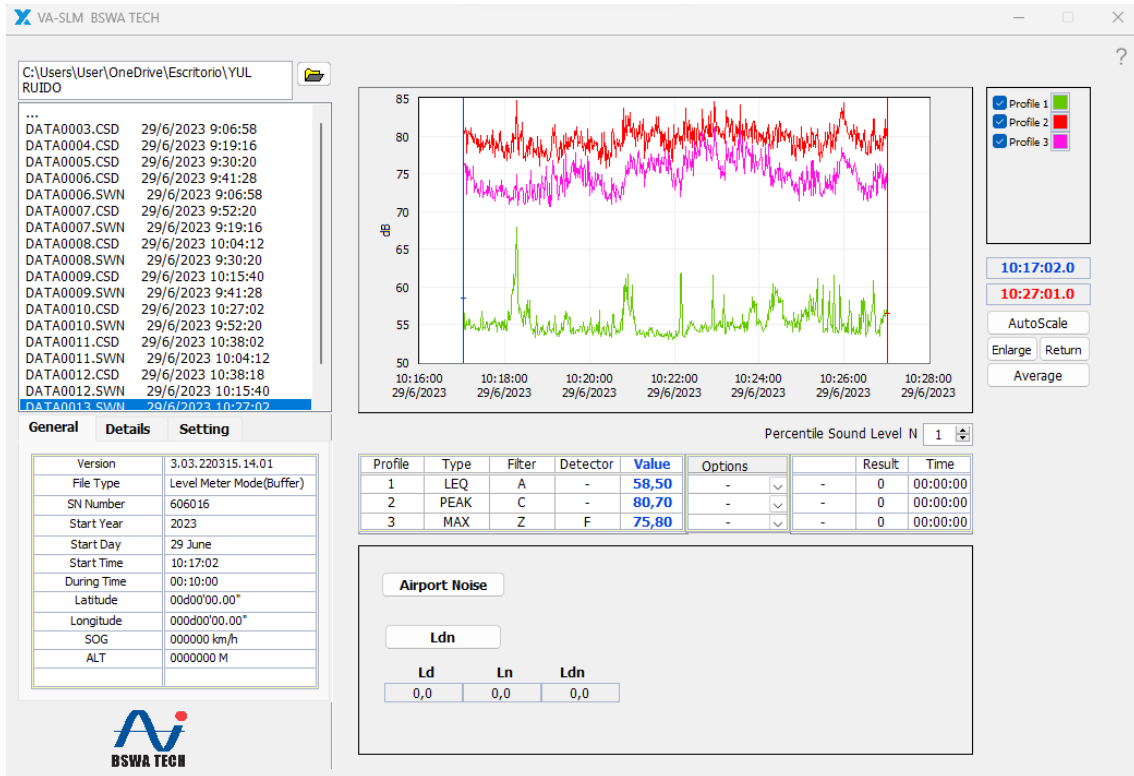 VA-SLM BSWA TECH
?
C:\Users\User\OneDrive\Escritorio\YUL
RUIDO
...
DATA0003.CSD 29/6/2023 9:06:58
DATA0004.CSD 29/6/2023 9:19:16
DATA0005.CSD 29/6/2023 9:30:20
DATA0006.CSD 29/6/2023 9:41:28
DATA0006.SWN 29/6/2023 9:06:58
DATA0007.CSD 29/6/2023 9:52:20
DATA0007.SWN 29/6/2023 9:19:16
DATA0008.CSD 29/6/2023 10:04:12
DATA0008.SWN 29/6/2023 9:30:20
DATA0009.CSD 29/6/2023 10:15:40
DATA0009.SWN 29/6/2023 9:41:28
DATA0010.CSD 29/6/2023 10:27:02
DATA0010.SWN 29/6/2023 9:52:20
DATA0011.CSD 29/6/2023 10:38:02
DATA0011.SWN 29/6/2023 10:04:12
DATA0012.CSD 29/6/2023 10:38:18
DATA0012.SWN 29/6/2023 10:15:40
DATA0013.SWN 29/6/2023 10:27:02
General Details Setting
Version 3.03.220315.14.01
File Type Level Meter Mode(Buffer)
SN Number 606016
Start Year 2023
Start Day 29 June
Start Time 10:17:02
During Time 00:10:00
Latitude 00d00'00.00"
Longitude 000d00'00.00"
SOG 000000 km/h
ALT 0000000 M
BSWA TECH
dB
85
80
75
70
65
60
55
50
10:16:00 10:18:00 10:20:00 10:22:00 10:24:00 10:26:00 10:28:00
29/6/2023 29/6/2023 29/6/2023 29/6/2023 29/6/2023 29/6/2023 29/6/2023
Profile 1
Profile 2
Profile 3
10:17:02.0
10:27:01.0
AutoScale
Enlarge Return
Average
Percentile Sound Level N 1
Profile Type Filter Detector Value Options Result Time
1 LEQ A - 58,50 - - 0 00:00:00
2 PEAK C - 80,70 - - 0 00:00:00
3 MAX Z F 75,80 - - 0 00:00:00
Airport Noise
Ldn
Ld Ln Ldn
0,0 0,0 0,0